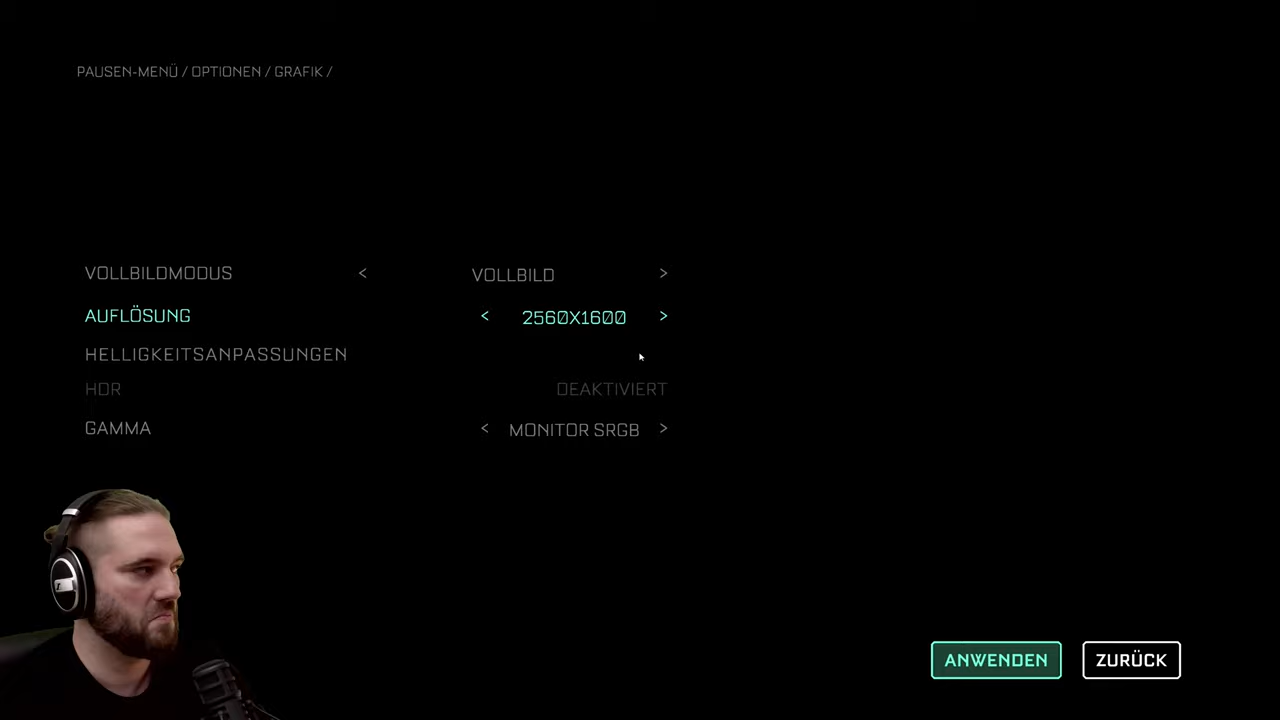 PAUSEN-MENÜ / OPTIONEN / GRAFIK /
VOLLBILDMODUS < VOLLBILD >
AUFLÖSUNG < 2560X1600 >
HELLIGKEITSANPASSUNGEN
HDR DEAKTIVIERT
GAMMA < MONITOR SRGB >
ANWENDEN ZURÜCK